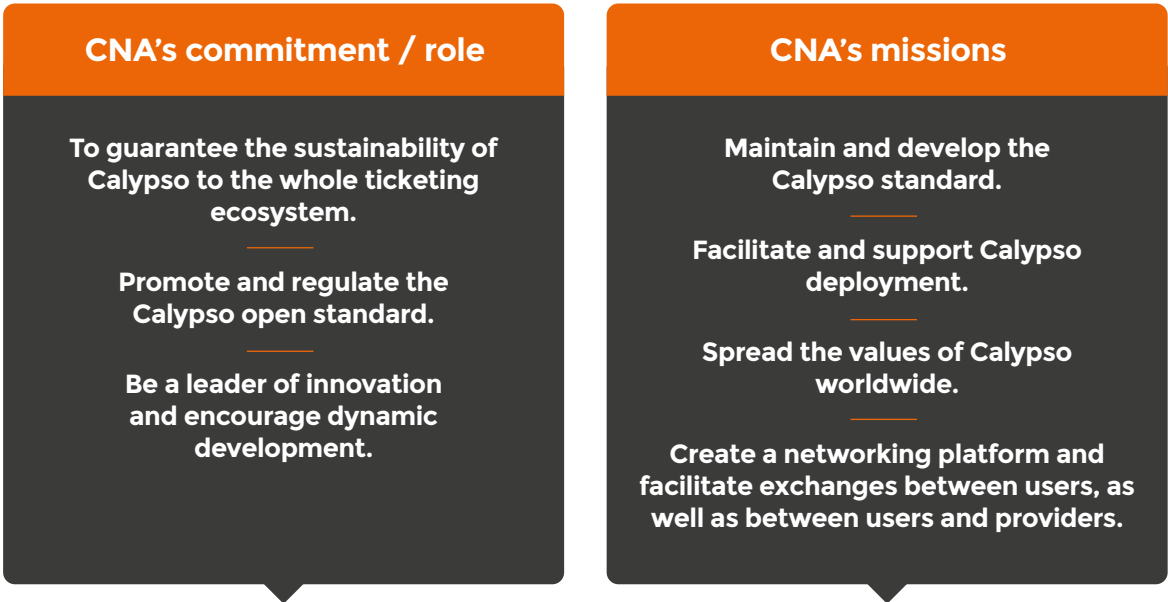 CNA’s commitment / role
To guarantee the sustainability of
Calypso to the whole ticketing
ecosystem.
Promote and regulate the
Calypso open standard.
Be a leader of innovation
and encourage dynamic
development.
CNA’s missions
Maintain and develop the
Calypso standard.
Facilitate and support Calypso
deployment.
Spread the values of Calypso
worldwide.
Create a networking platform and
facilitate exchanges between users, as
well as between users and providers.